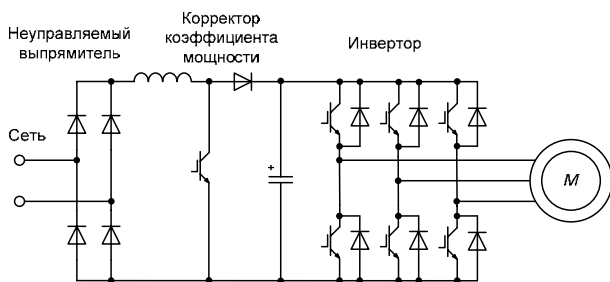 Неуправляемый
выпрямитель
Корректор
коэффициента
мощности
Инвертор
Сеть
+
M